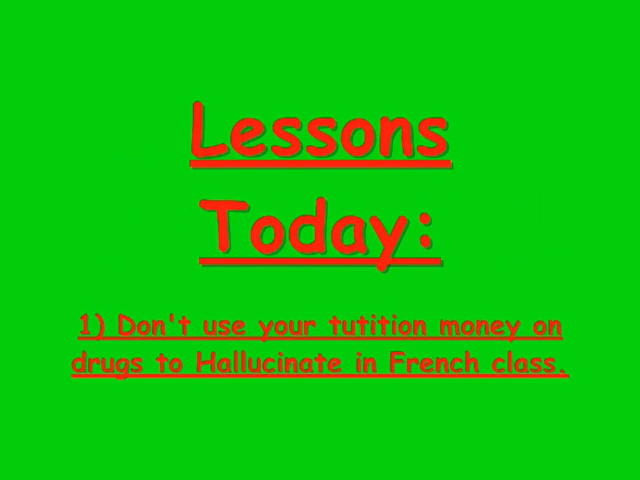 Lessons
Today:
1) Don't use your tutition money on
drugs to Hallucinate in French class.